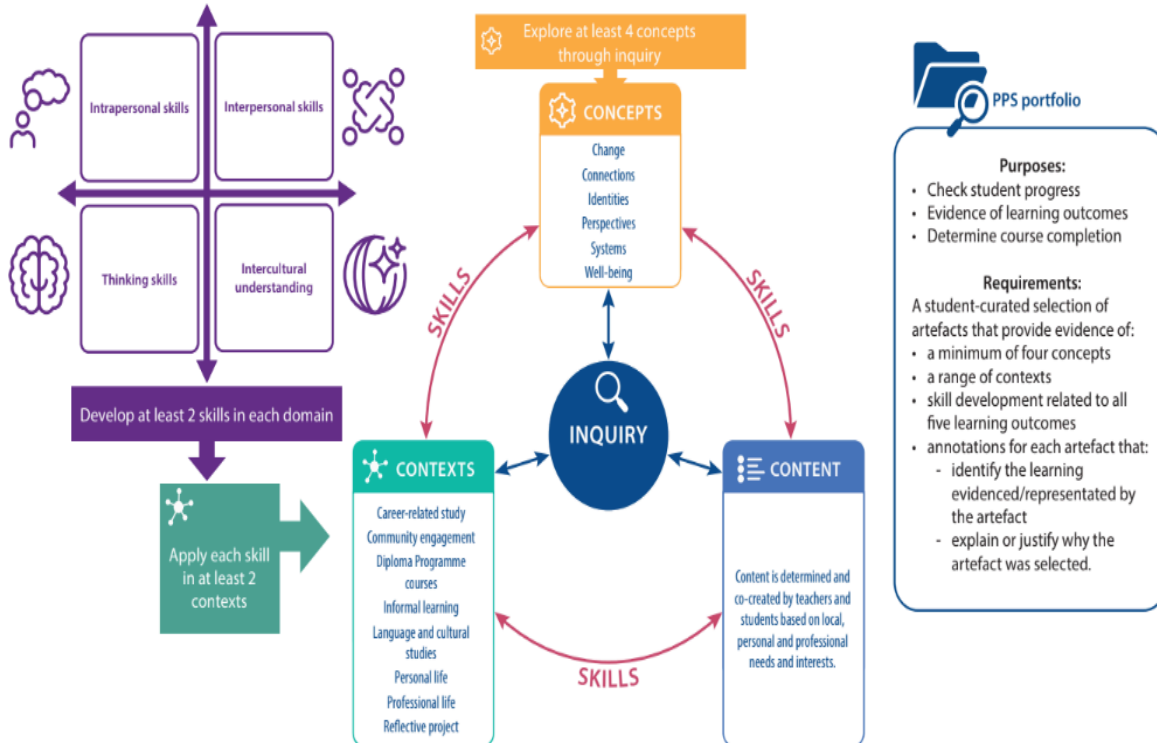 Intrapersonal skills
Interpersonal skills
Thinking skills
Intercultural
understanding
Develop at least 2 skills in each domain
Apply each skill
in at least 2
contexts
Explore at least 4 concepts
through inquiry
CONCEPTS
Change
Connections
Identities
Perspectives
Systems
Well-being
SKILLS
SKILLS
INQUIRY
CONTEXTS
Career-related study
Community engagement
Diploma Programme
courses
Informal learning
Language and cultural
studies
Personal life
Professional life
Reflective project
CONTENT
Content is determined and
co-created by teachers and
students based on local,
personal and professional
needs and interests.
SKILLS
PPS portfolio
Purposes:
• Check student progress
• Evidence of learning outcomes
• Determine course completion
Requirements:
A student-curated selection of
artefacts that provide evidence of:
• a minimum of four concepts
• a range of contexts
• skill development related to all
five learning outcomes
• annotations for each artefact that:
- identify the learning
evidenced/representated by
the artefact
- explain or justify why the
artefact was selected.